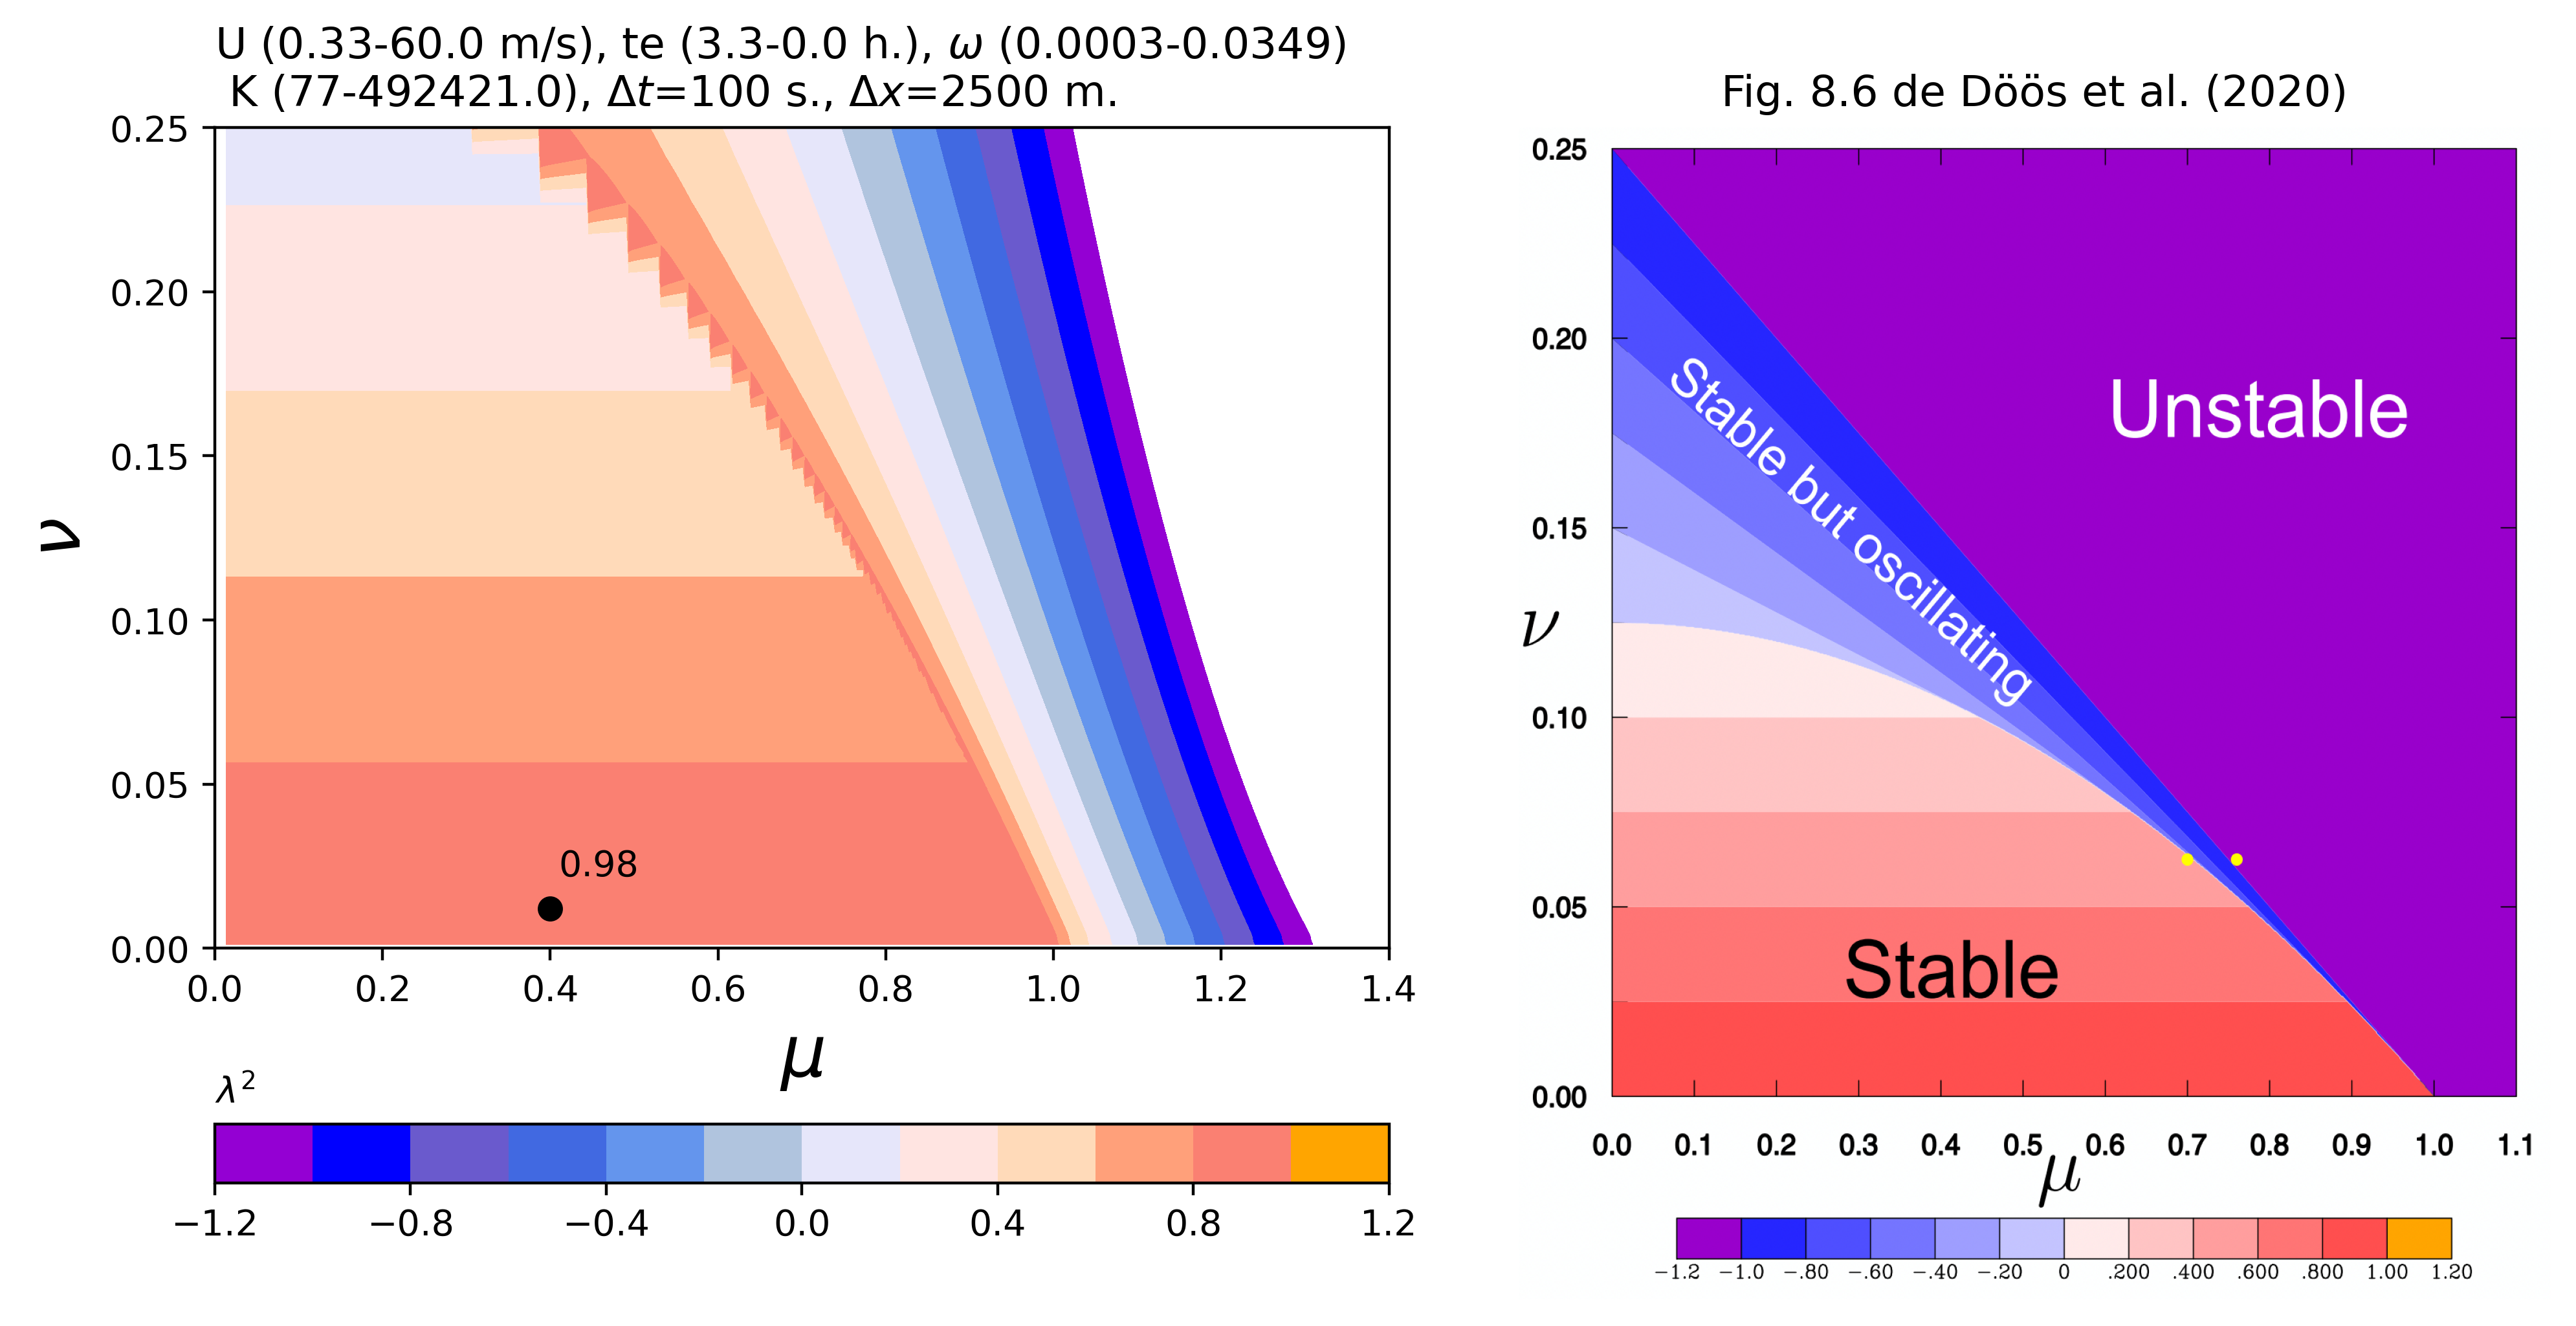 U (0.33-60.0 m/s), te (3.3-0.0 h.), ω (0.0003-0.0349)
K (77-492421.0), Δt=100 s., Δx=2500 m.
0.25
0.20
0.15
0.10
0.05
0.00
ν
0.98
0.0 0.2 0.4 0.6 0.8 1.0 1.2 1.4
μ
λ²
−1.2 −0.8 −0.4 0.0 0.4 0.8 1.2
Fig. 8.6 de Döös et al. (2020)
0.25
0.20
0.15
0.10
0.05
0.00
ν
Unstable
Stable but oscillating
Stable
0.0 0.1 0.2 0.3 0.4 0.5 0.6 0.7 0.8 0.9 1.0 1.1
μ
−1.2 −1.0 −.80 −.60 −.40 −.20 0 .200 .400 .600 .800 1.00 1.20